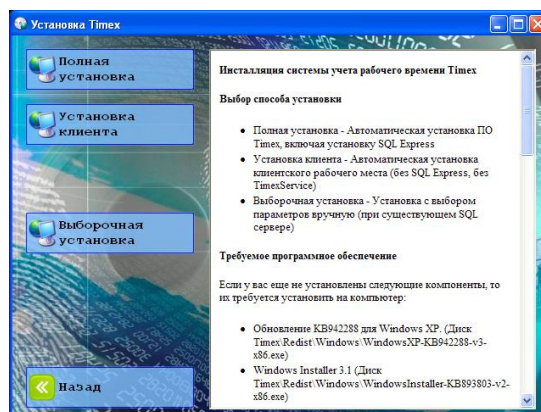 Установка Timex
Полная
установка
Установка
клиента
Выборочная
установка
Назад
Инсталляция системы учета рабочего времени Timex
Выбор способа установки
Полная установка - Автоматическая установка ПО
Timex, включая установку SQL Express
Установка клиента - Автоматическая установка
клиентского рабочего места (без SQL Express, без
TimexService)
Выборочная установка - Установка с выбором
параметров вручную (при существующем SQL
сервере)
Требуемое программное обеспечение
Если у вас еще не установлены следующие компоненты, то
их требуется установить на компьютер:
Обновление KB942288 для Windows XP. (Диск
Timex\Redist\Windows\WindowsXP-KB942288-v3-
x86.exe)
Windows Installer 3.1 (Диск
Timex\Redist\Windows\WindowsInstaller-KB893803-v2-
x86.exe)